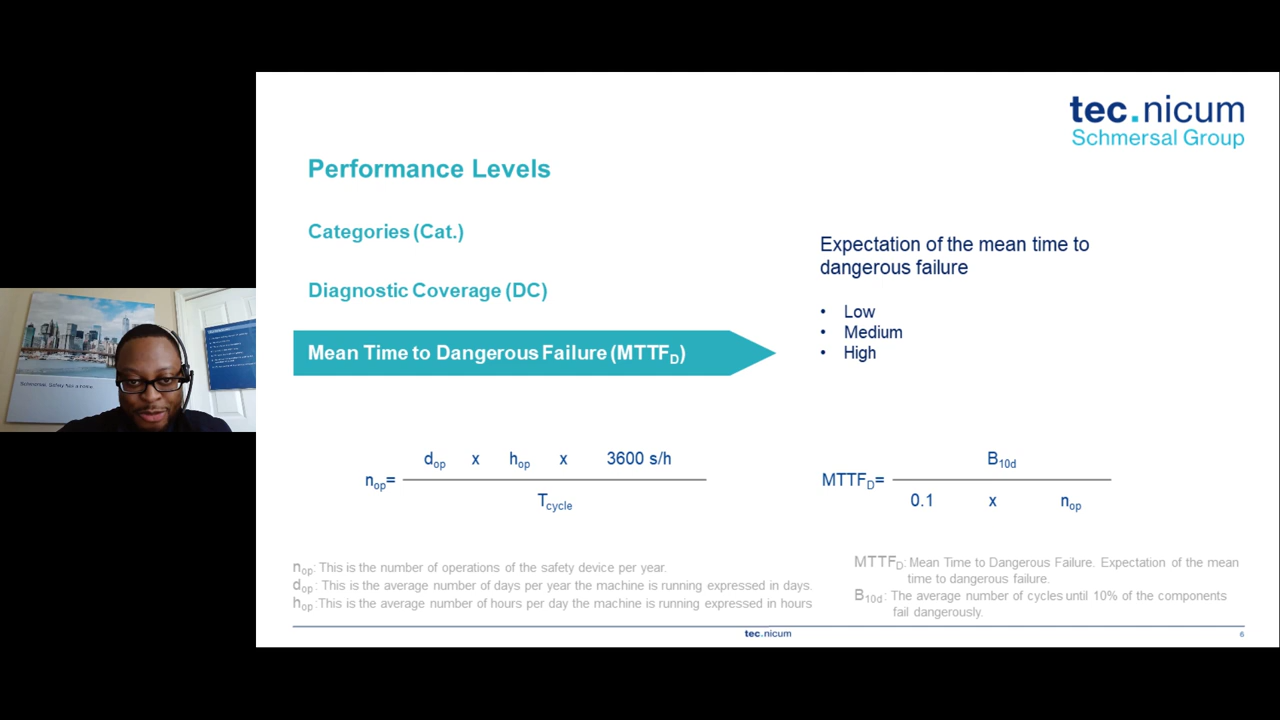 tec.nicum
Schmersal Group
Performance Levels
Categories (Cat.)
Diagnostic Coverage (DC)
Mean Time to Dangerous Failure (MTTFD)
Expectation of the mean time to
dangerous failure
• Low
• Medium
• High
nop= dop x hop x 3600 s/h
Tcycle
MTTFD= B10d
0.1 x nop
nop: This is the number of operations of the safety device per year.
dop : This is the average number of days per year the machine is running expressed in days.
hop :This is the average number of hours per day the machine is running expressed in hours
MTTFD: Mean Time to Dangerous Failure. Expectation of the mean
time to dangerous failure.
B10d : The average number of cycles until 10% of the components
fail dangerously.
tec.nicum
6